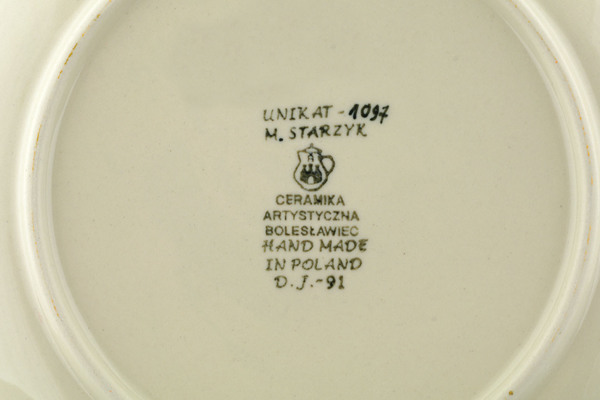 UNIKAT - 1097
M. STARZYK
A
CERAMIKA
ARTYSTYCZNA
BOLESŁAWIEC
HAND MADE
IN POLAND
D. J. - 91